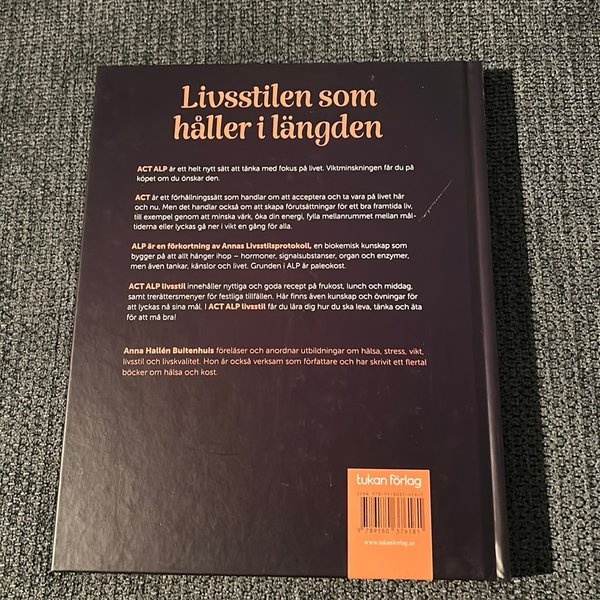 Livsstilen som
håller i längden
ACT ALP är ett helt nytt sätt att tänka med fokus på livet. Viktminskningen får du på
köpet om du önskar den.
ACT är ett förhållningssätt som handlar om att acceptera och ta vara på livet här
och nu. Men det handlar också om att skapa förutsättningar för ett bra framtida liv,
till exempel genom att minska värk, öka din energi, fylla mellanrummet mellan mål-
tiderna eller lyckas gå ner i vikt en gång för alla.
ALP är en förkortning av Annas Livsstilsprotokoll, en biokemisk kunskap som
bygger på att allt hänger ihop – hormoner, signalsubstanser, organ och enzymer,
men även tankar, känslor och livet. Grunden i ALP är paleokost.
ACT ALP livsstil innehåller nyttiga och goda recept på frukost, lunch och middag,
samt trerättersmenyer för festliga tillfällen. Här finns även kunskap och övningar för
att lyckas nå sina mål. I ACT ALP livsstil får du lära dig hur du ska leva, tänka och äta
för att må bra!
Anna Hallén Buitenhuis föreläser och anordnar utbildningar om hälsa, stress, vikt,
livsstil och livskvalitet. Hon är också verksam som författare och har skrivit ett flertal
böcker om hälsa och kost.
tukan förlag
9 789180 376181
www.tukanforlag.se